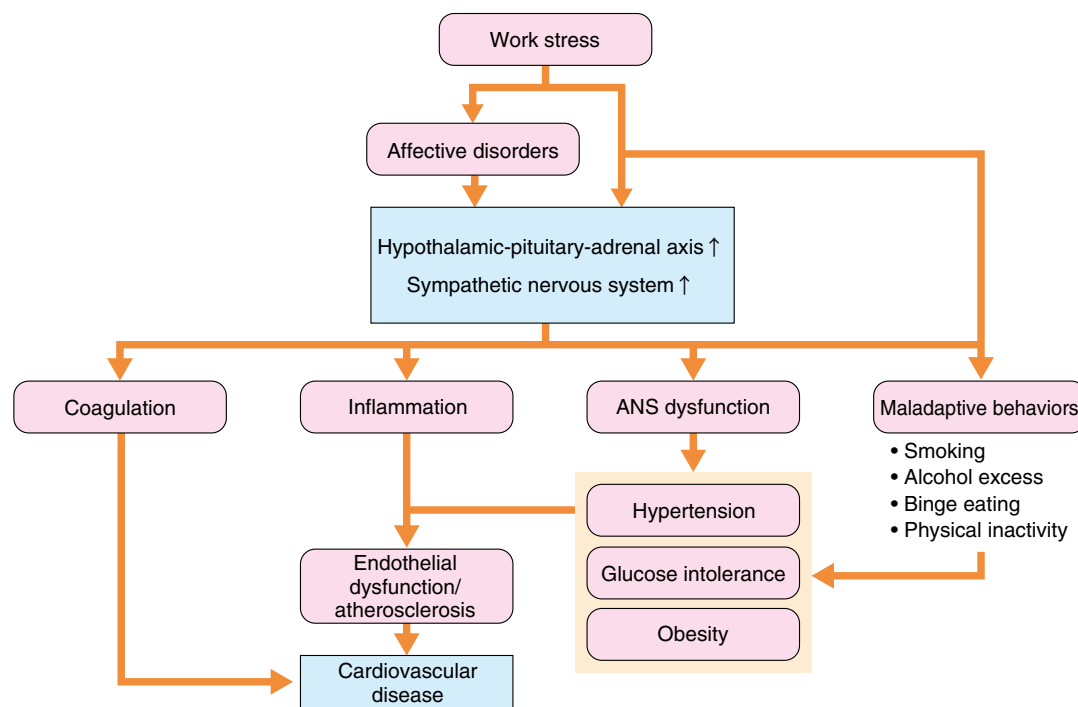 Work stress
Affective disorders
Hypothalamic-pituitary-adrenal axis ↑
Sympathetic nervous system ↑
Coagulation
Inflammation
ANS dysfunction
Maladaptive behaviors
• Smoking
• Alcohol excess
• Binge eating
• Physical inactivity
Hypertension
Glucose intolerance
Obesity
Endothelial
dysfunction/
atherosclerosis
Cardiovascular
disease